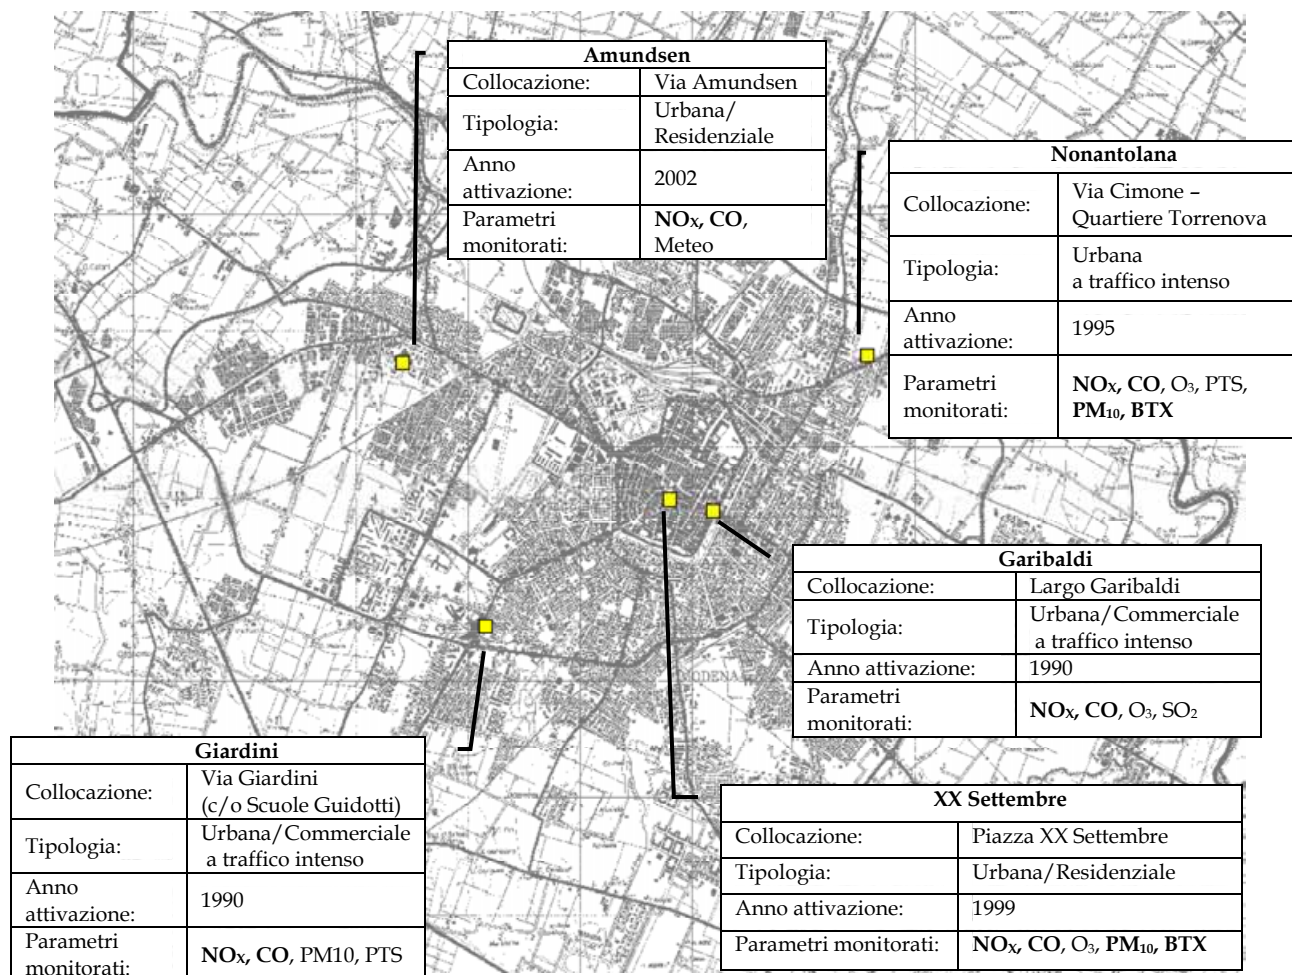 Amundsen
Collocazione: Via Amundsen
Tipologia: Urbana/
Residenziale
Anno
attivazione: 2002
Parametri
monitorati: NOX, CO,
Meteo
Nonantolana
Collocazione: Via Cimone –
Quartiere Torrenova
Tipologia: Urbana
a traffico intenso
Anno
attivazione: 1995
Parametri
monitorati: NOX, CO, O3, PTS,
PM10, BTX
Garibaldi
Collocazione: Largo Garibaldi
Tipologia: Urbana/Commerciale
a traffico intenso
Anno attivazione: 1990
Parametri
monitorati: NOX, CO, O3, SO2
MODENA
Giardini
Collocazione: Via Giardini
(c/o Scuole Guidotti)
Tipologia: Urbana/Commerciale
a traffico intenso
Anno
attivazione: 1990
Parametri
monitorati: NOX, CO, PM10, PTS
XX Settembre
Collocazione: Piazza XX Settembre
Tipologia: Urbana/Residenziale
Anno attivazione: 1999
Parametri monitorati: NOX, CO, O3, PM10, BTX